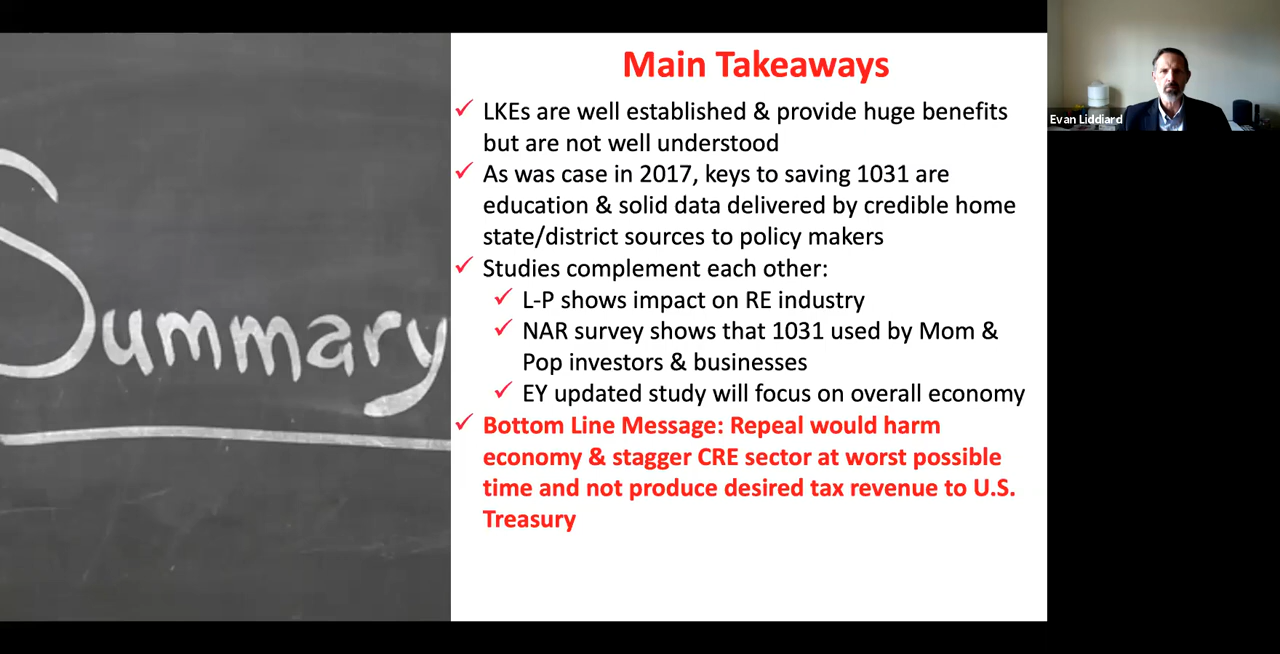 Summary
Main Takeaways
LKEs are well established & provide huge benefits
but are not well understood
As was case in 2017, keys to saving 1031 are
education & solid data delivered by credible home
state/district sources to policy makers
Studies complement each other:
L-P shows impact on RE industry
NAR survey shows that 1031 used by Mom &
Pop investors & businesses
EY updated study will focus on overall economy
Bottom Line Message: Repeal would harm
economy & stagger CRE sector at worst possible
time and not produce desired tax revenue to U.S.
Treasury
Evan Liddiard